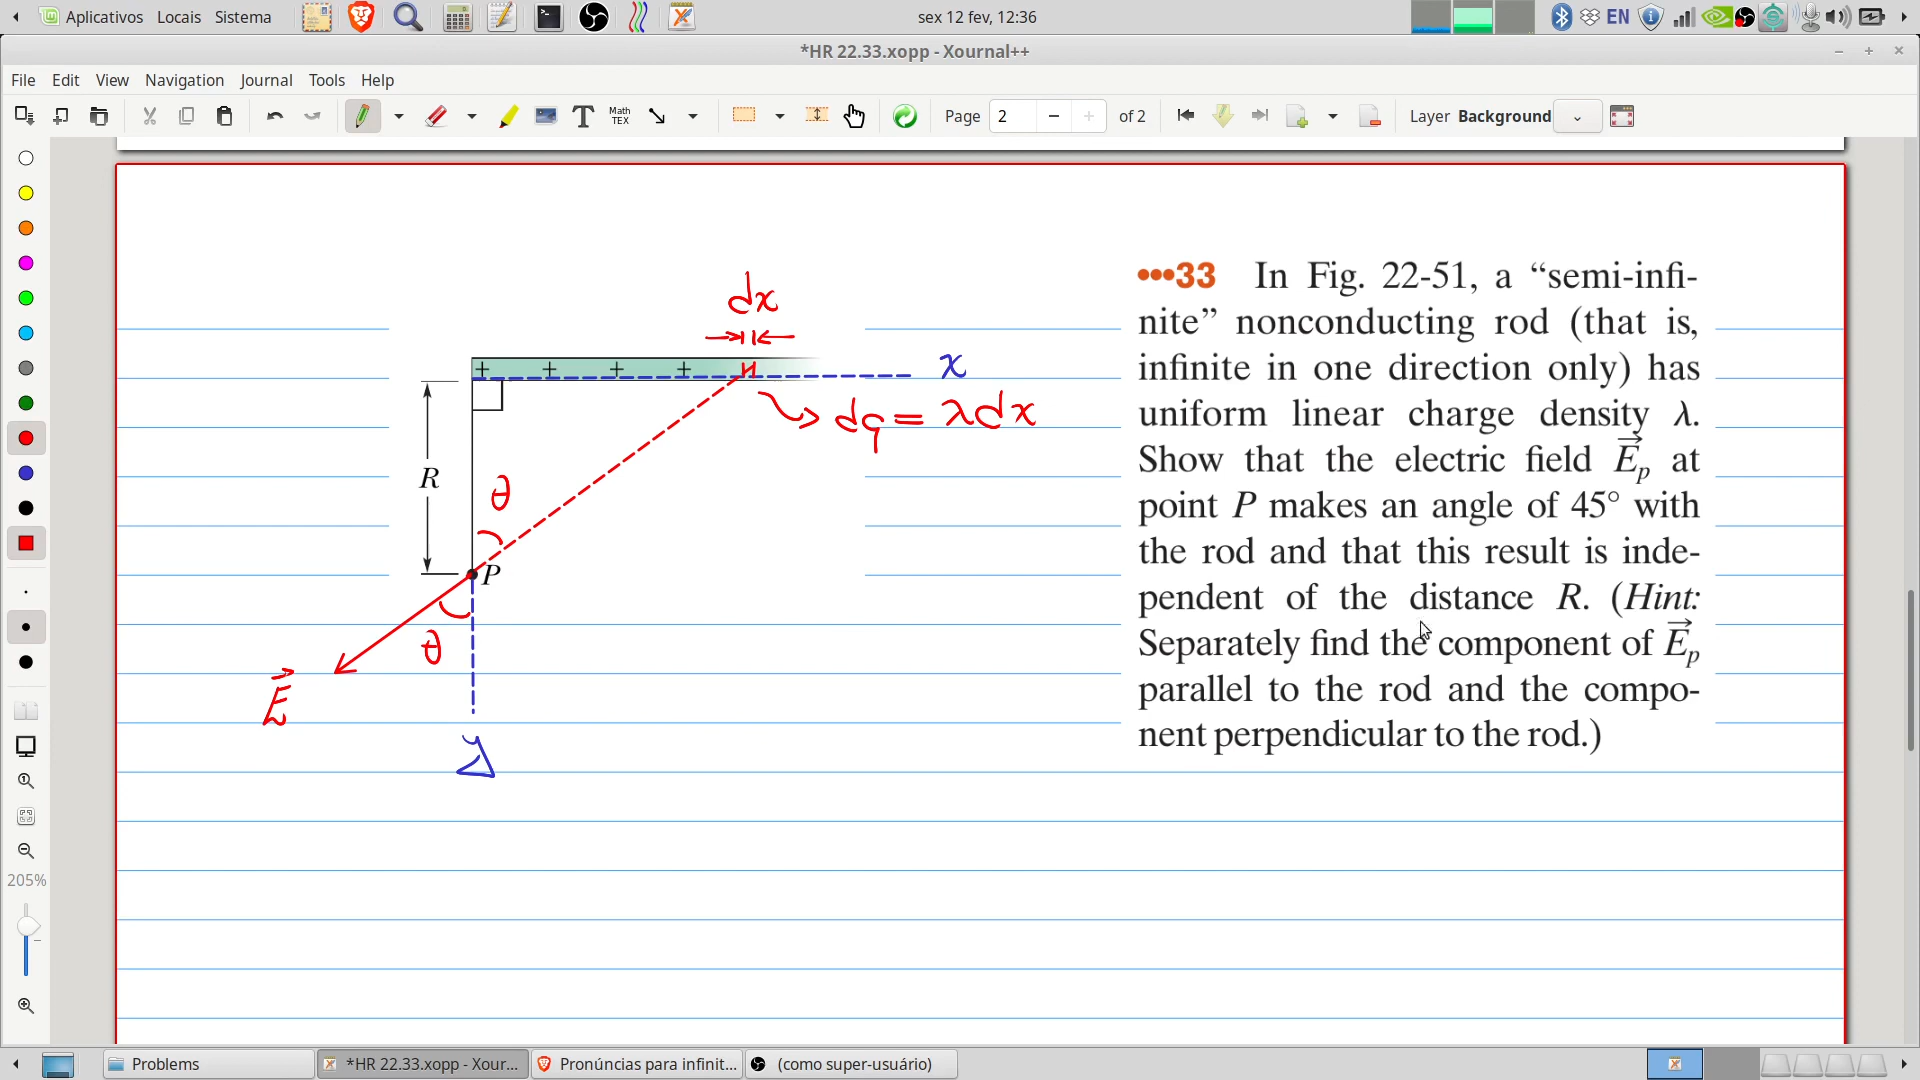 Aplicativos Locais Sistema
sex 12 fev, 12:36
EN
*HR 22.33.xopp - Xournal++
File Edit View Navigation Journal Tools Help
T Math TEX
Page 2 of 2
Layer Background
dx
+ + + +
x
dq = λdx
R
θ
P
θ
E
y
•••33 In Fig. 22-51, a “semi-infi-
nite” nonconducting rod (that is,
infinite in one direction only) has
uniform linear charge density λ.
Show that the electric field E⃗p at
point P makes an angle of 45° with
the rod and that this result is inde-
pendent of the distance R. (Hint:
Separately find the component of E⃗p
parallel to the rod and the compo-
nent perpendicular to the rod.)
205%
Problems
*HR 22.33.xopp - Xour...
Pronúncias para infinit...
(como super-usuário)